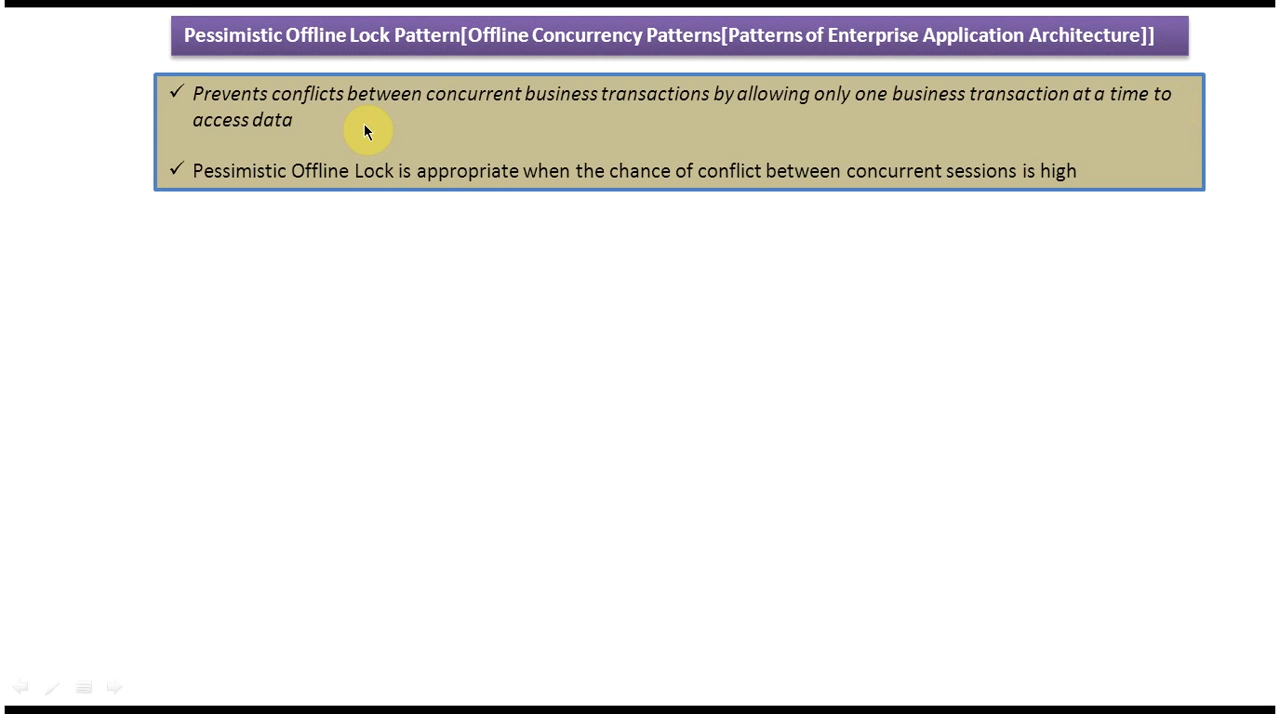 Pessimistic Offline Lock Pattern[Offline Concurrency Patterns[Patterns of Enterprise Application Architecture]]
✓ Prevents conflicts between concurrent business transactions by allowing only one business transaction at a time to
access data
✓ Pessimistic Offline Lock is appropriate when the chance of conflict between concurrent sessions is high